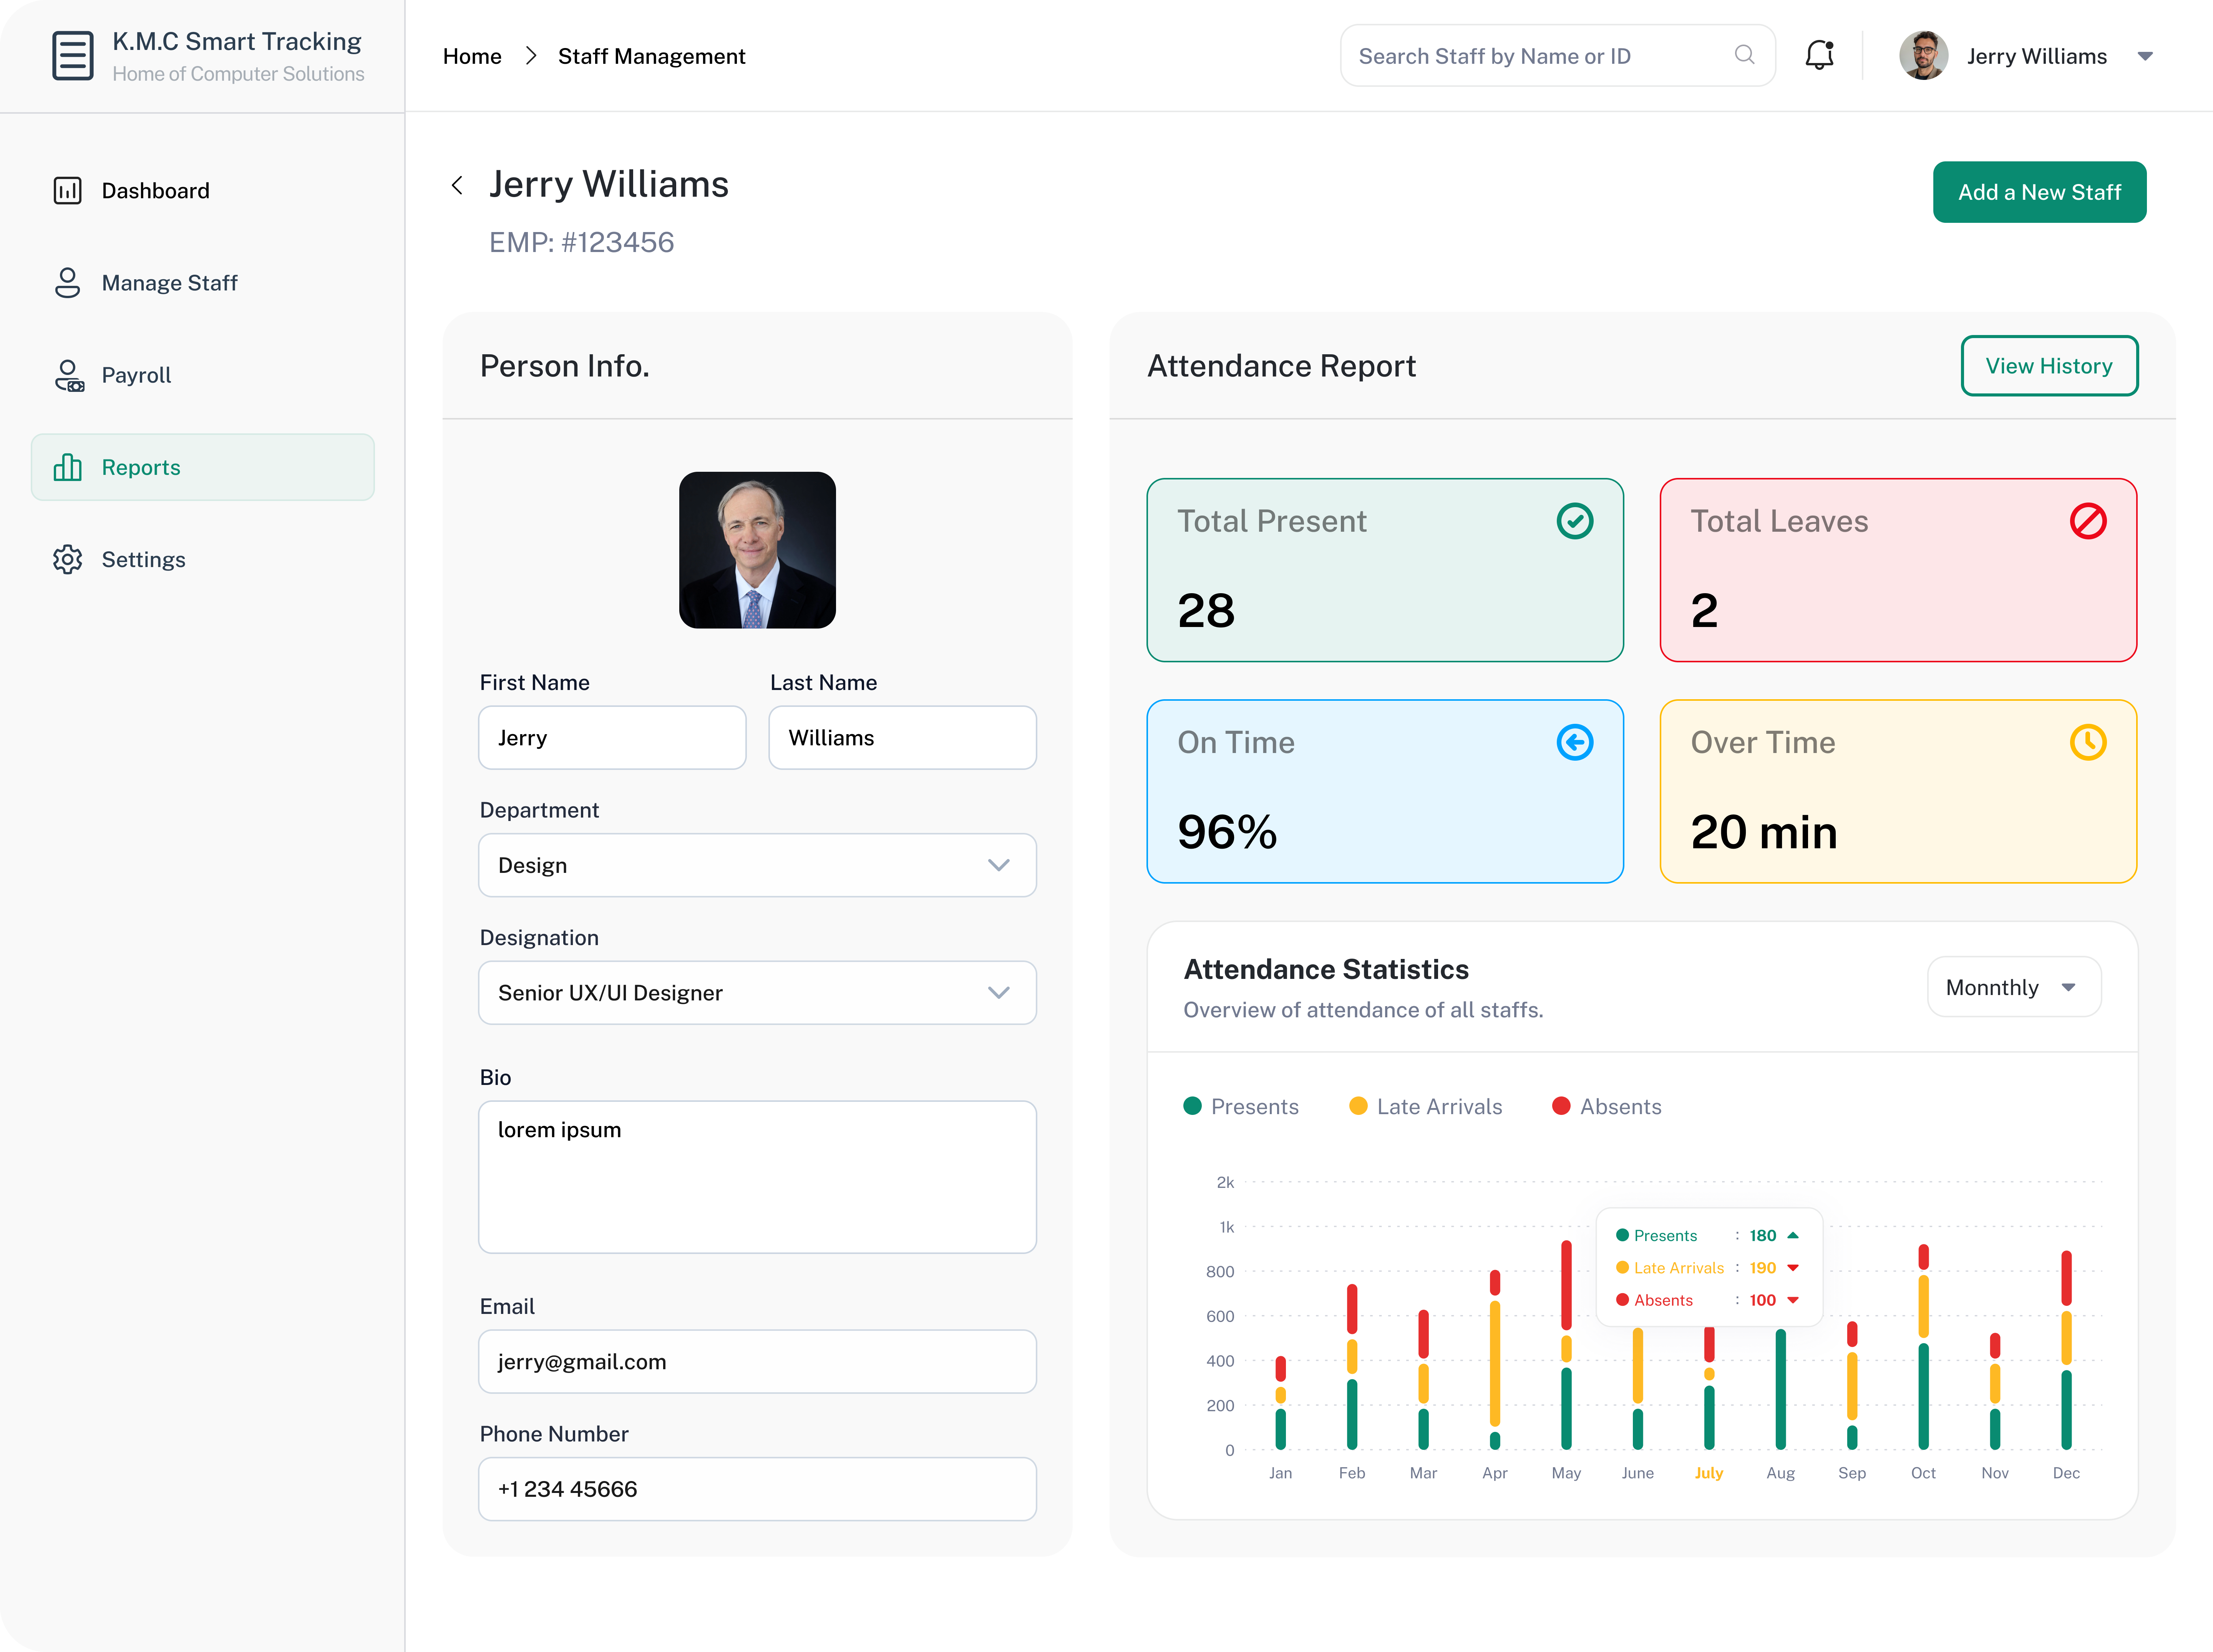 K.M.C Smart Tracking
Home of Computer Solutions
Home > Staff Management
Search Staff by Name or ID
Jerry Williams
Dashboard
Manage Staff
Payroll
Reports
Settings
Jerry Williams
EMP: #123456
Add a New Staff
Person Info.
First Name
Last Name
Jerry
Williams
Department
Design
Designation
Senior UX/UI Designer
Bio
lorem ipsum
Email
jerry@gmail.com
Phone Number
+1 234 45666
Attendance Report
View History
Total Present
28
Total Leaves
2
On Time
96%
Over Time
20 min
Attendance Statistics
Overview of attendance of all staffs.
Monnthly
Presents
Late Arrivals
Absents
2k
1k
800
600
400
200
0
Presents : 180
Late Arrivals : 190
Absents : 100
Jan Feb Mar Apr May June July Aug Sep Oct Nov Dec